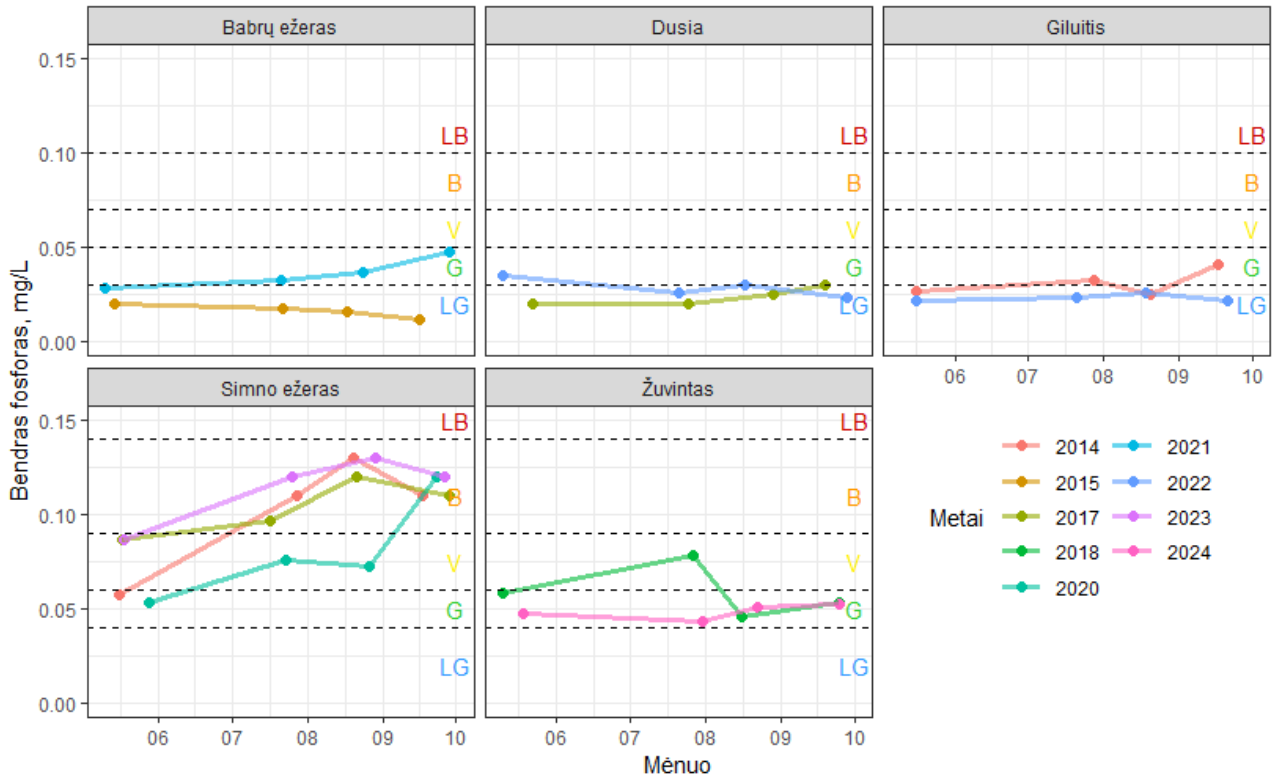 Babrų ežeras
Dusia
Giluitis
0.15
0.10
0.05
0.00
LB
B
V
G
LG
LB
B
V
G
LG
LB
B
V
G
LG
06 07 08 09 10
Simno ežeras
Žuvintas
0.15
0.10
0.05
0.00
LB
B
V
G
LG
LB
B
V
G
LG
06 07 08 09 10
06 07 08 09 10
Bendras fosforas, mg/L
Mėnuo
Metai
2014
2015
2017
2018
2020
2021
2022
2023
2024